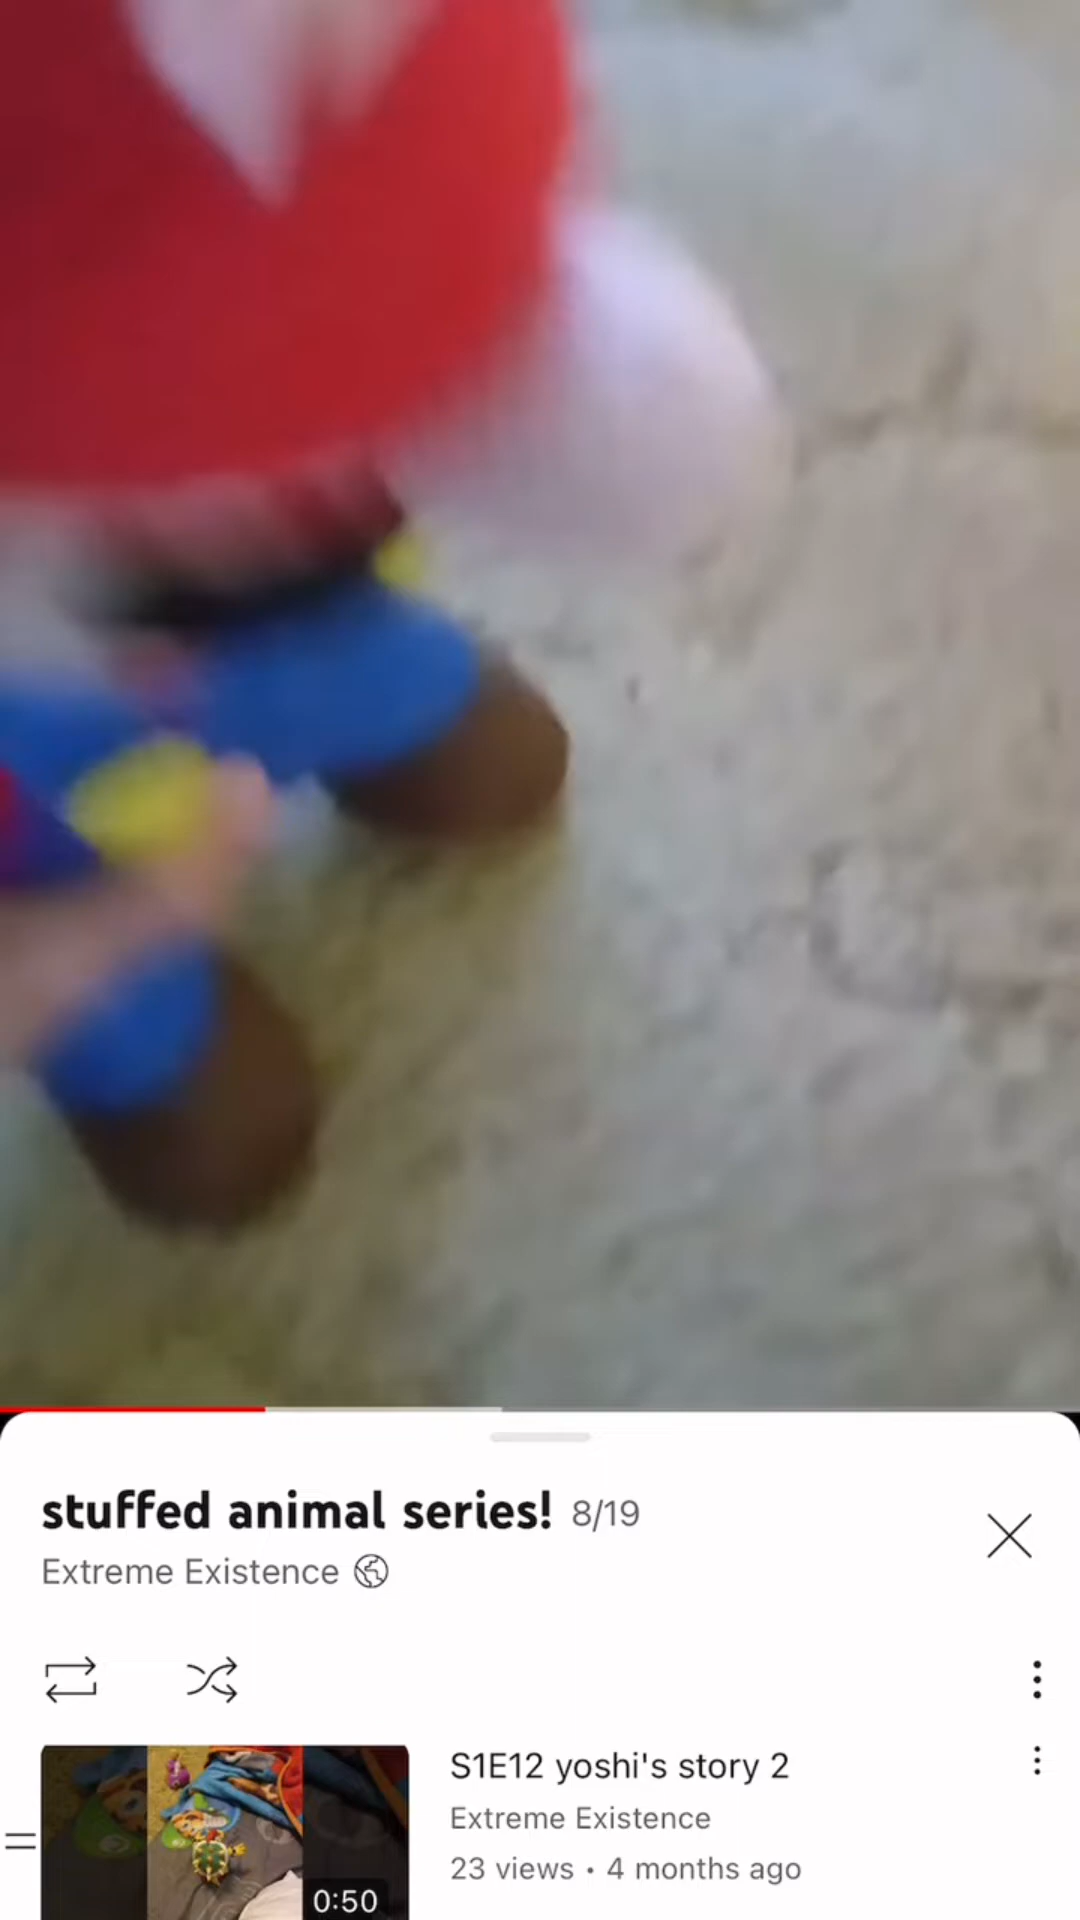 stuffed animal series! 8/19
Extreme Existence
S1E12 yoshi's story 2
Extreme Existence
23 views • 4 months ago
0:50